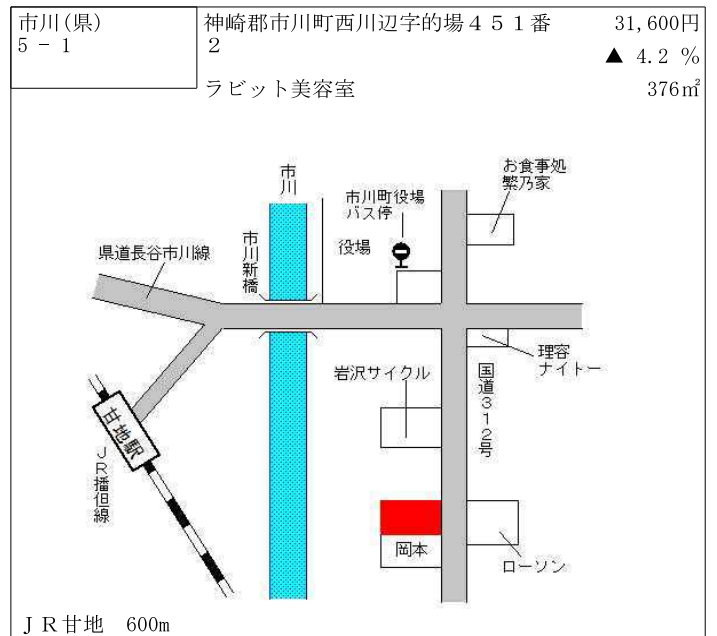 市川(県)
5 - 1
神崎郡市川町西川辺字的場４５１番
２
ラビット美容室
31,600円
▲ 4.2 %
376㎡
お食事処
繁乃家
市川
市川町役場
バス停
役場
県道長谷市川線
市川新橋
理容
ナイトー
岩沢サイクル
国道３１２号
甘地駅
ＪＲ播但線
岡本
ローソン
ＪＲ甘地　600m